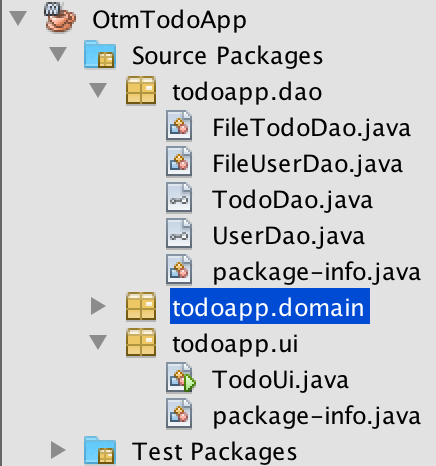 OtmTodoApp
Source Packages
todoapp.dao
FileTodoDao.java
FileUserDao.java
TodoDao.java
UserDao.java
package-info.java
todoapp.domain
todoapp.ui
TodoUi.java
package-info.java
Test Packages